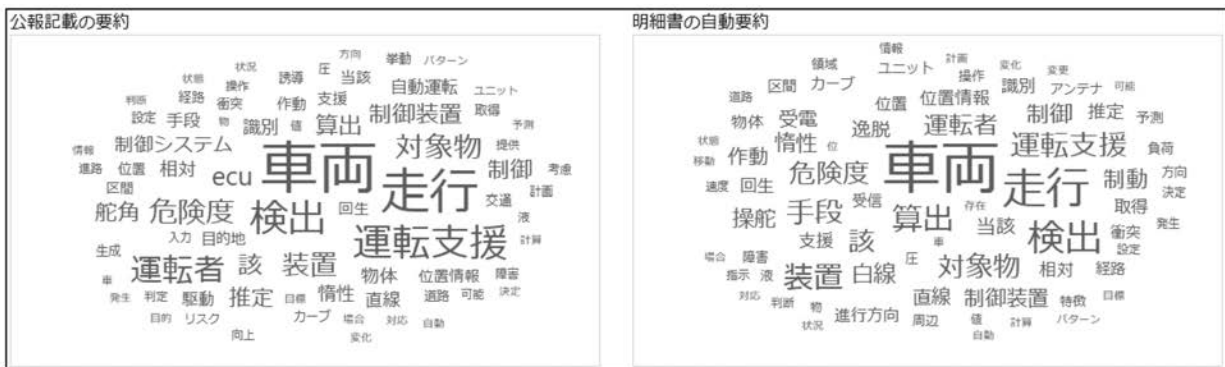 公報記載の要約
方向 挙動 パターン
状況 圧 当該
状態 操作 誘導 自動運転 ユニット
判断 経路 衝突 作動 支援 制御装置 取得
設定 手段 物 識別 値 算出 予測
情報 制御システム 車両 対象物 提供
進路 位置 相対 ecu 走行 制御 考慮
区間 検出 回生 交通 計画
舵角 危険度 液
入力 目的地 運転支援 計算
生成 運転者 該 装置
車 物体 位置情報 障害
発生 判定 駆動 推定 目標 惰性 直線 道路 可能 決定
目的 リスク カーブ 場合 対応 自動
向上 変化
明細書の自動要約
情報
領域 ユニット 計画 変化 変更
区間 カーブ 操作 識別 アンテナ 可能
道路 位置 位置情報
物体 受電 逸脱 運転者 制御 推定 予測
状態 惰性 位 車両 運転支援 負荷
移動 作動 危険度 走行 制動 方向
速度 回生 受信 決定
操舵 手段 算出 存在 取得
支援 該 当該 検出 衝突 発生
車 設定
場合 障害 装置 白線 圧 対象物 相対 経路
指示 液
対応 判断 物 直線 制御装置 特徴 目標
状況 進行方向 周辺 値 計算 パターン
自動